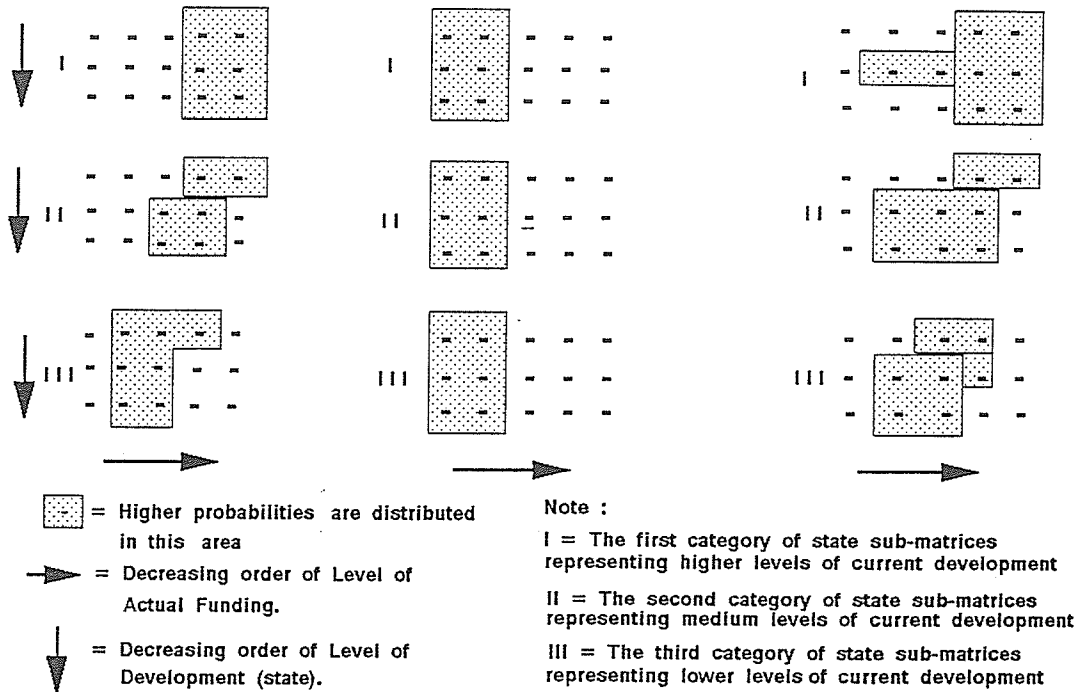 I I I
II II II
III III III
= Higher probabilities are distributed
in this area
= Decreasing order of Level of
Actual Funding.
= Decreasing order of Level of
Development (state).
Note :
I = The first category of state sub-matrices
representing higher levels of current development
II = The second category of state sub-matrices
representing medium levels of current development
III = The third category of state sub-matrices
representing lower levels of current development